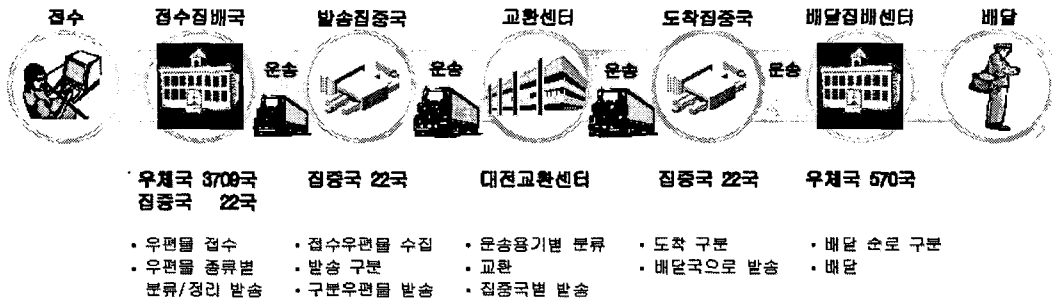 접수 접수집배국 발송집중국 교환센터 도착집중국 배달집배센터 배달
운송 운송 운송 운송
우체국 3709국 집중국 22국 대전교환센터 집중국 22국 우체국 570국
집중국 22국
• 우편물 접수 • 접수우편물 수집 • 운송용기별 분류 • 도착 구분 • 배달 순로 구분
• 우편물 종류별 • 발송 구분 • 교환 • 배달국으로 발송 • 배달
분류/정리 발송 • 구분우편물 발송 • 집중국별 발송